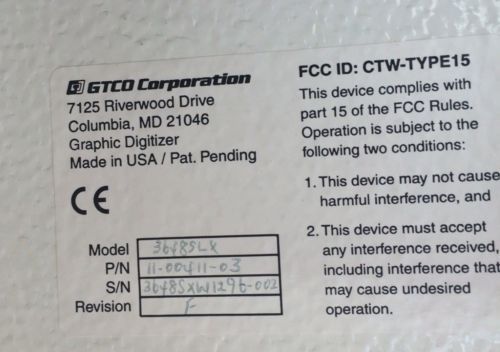 GTCO Corporation
7125 Riverwood Drive
Columbia, MD 21046
Graphic Digitizer
Made in USA / Pat. Pending
CE
Model 3648SLX
P/N 11-00411-03
S/N 3648SXW1296-002
Revision F
FCC ID: CTW-TYPE15
This device complies with
part 15 of the FCC Rules.
Operation is subject to the
following two conditions:
1. This device may not cause
harmful interference, and
2. This device must accept
any interference received,
including interference that
may cause undesired
operation.